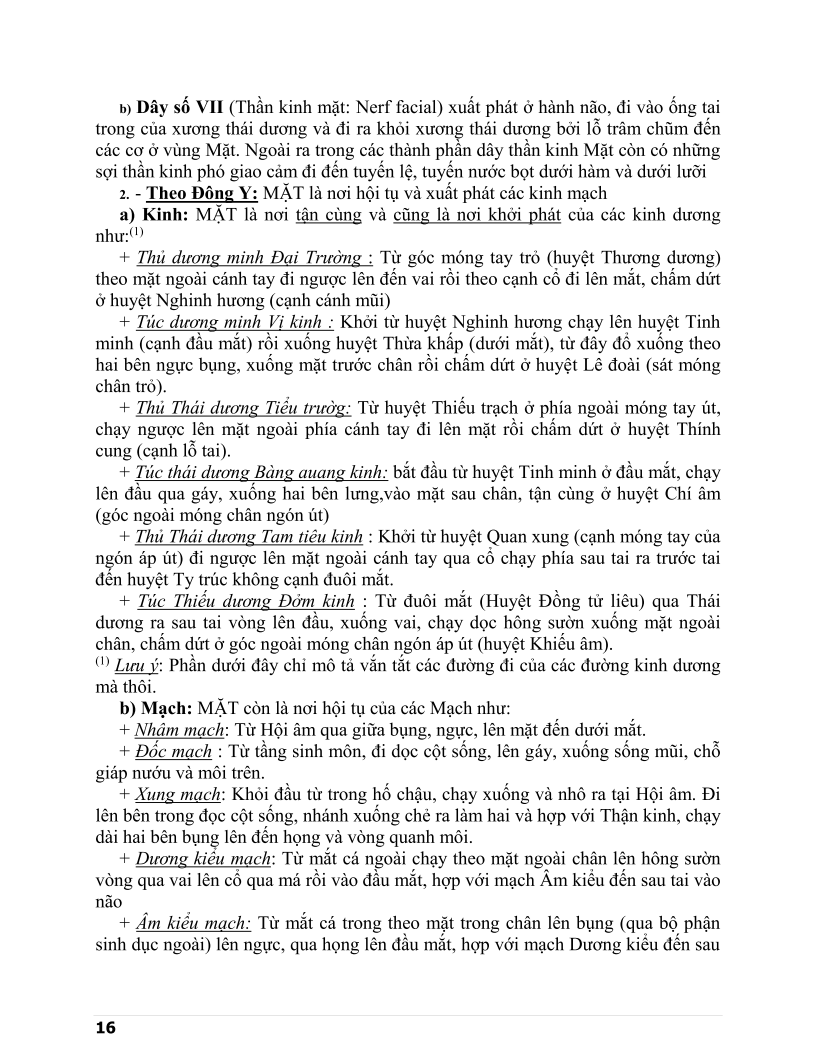 b) Dây số VII (Thần kinh mặt: Nerf facial) xuất phát ở hành não, đi vào ống tai
trong của xương thái dương và đi ra khỏi xương thái dương bởi lỗ trâm chũm đến
các cơ ở vùng Mặt. Ngoài ra trong các thành phần dây thần kinh Mặt còn có những
sợi thần kinh phó giao cảm đi đến tuyến lệ, tuyến nước bọt dưới hàm và dưới lưỡi
2. - Theo Đông Y: MẶT là nơi hội tụ và xuất phát các kinh mạch
a) Kinh: MẶT là nơi tận cùng và cũng là nơi khởi phát của các kinh dương
như:(1)
+ Thủ dương minh Đại Trường : Từ góc móng tay trỏ (huyệt Thương dương)
theo mặt ngoài cánh tay đi ngược lên đến vai rồi theo cạnh cổ đi lên mắt, chấm dứt
ở huyệt Nghinh hương (cạnh cánh mũi)
+ Túc dương minh Vị kinh : Khởi từ huyệt Nghinh hương chạy lên huyệt Tinh
minh (cạnh đầu mắt) rồi xuống huyệt Thừa khấp (dưới mắt), từ đây đổ xuống theo
hai bên ngực bụng, xuống mặt trước chân rồi chấm dứt ở huyệt Lê đoài (sát móng
chân trỏ).
+ Thủ Thái dương Tiểu trườg: Từ huyệt Thiếu trạch ở phía ngoài móng tay út,
chạy ngược lên mặt ngoài phía cánh tay đi lên mặt rồi chấm dứt ở huyệt Thính
cung (cạnh lỗ tai).
+ Túc thái dương Bàng auang kinh: bắt đầu từ huyệt Tinh minh ở đầu mắt, chạy
lên đầu qua gáy, xuống hai bên lưng,vào mặt sau chân, tận cùng ở huyệt Chí âm
(góc ngoài móng chân ngón út)
+ Thủ Thái dương Tam tiêu kinh : Khởi từ huyệt Quan xung (cạnh móng tay của
ngón áp út) đi ngược lên mặt ngoài cánh tay qua cổ chạy phía sau tai ra trước tai
đến huyệt Ty trúc không cạnh đuôi mắt.
+ Túc Thiếu dương Đởm kinh : Từ đuôi mắt (Huyệt Đồng tử liêu) qua Thái
dương ra sau tai vòng lên đầu, xuống vai, chạy dọc hông sườn xuống mặt ngoài
chân, chấm dứt ở góc ngoài móng chân ngón áp út (huyệt Khiếu âm).
(1) Lưu ý: Phần dưới đây chỉ mô tả vắn tắt các đường đi của các đường kinh dương
mà thôi.
b) Mạch: MẶT còn là nơi hội tụ của các Mạch như:
+ Nhâm mạch: Từ Hội âm qua giữa bụng, ngực, lên mặt đến dưới mắt.
+ Đốc mạch : Từ tầng sinh môn, đi dọc cột sống, lên gáy, xuống sống mũi, chỗ
giáp nướu và môi trên.
+ Xung mạch: Khỏi đầu từ trong hố chậu, chạy xuống và nhô ra tại Hội âm. Đi
lên bên trong đọc cột sống, nhánh xuống chẻ ra làm hai và hợp với Thận kinh, chạy
dài hai bên bụng lên đến họng và vòng quanh môi.
+ Dương kiểu mạch: Từ mắt cá ngoài chạy theo mặt ngoài chân lên hông sườn
vòng qua vai lên cổ qua má rồi vào đầu mắt, hợp với mạch Âm kiểu đến sau tai vào
não
+ Âm kiểu mạch: Từ mắt cá trong theo mặt trong chân lên bụng (qua bộ phận
sinh dục ngoài) lên ngực, qua họng lên đầu mắt, hợp với mạch Dương kiểu đến sau
16